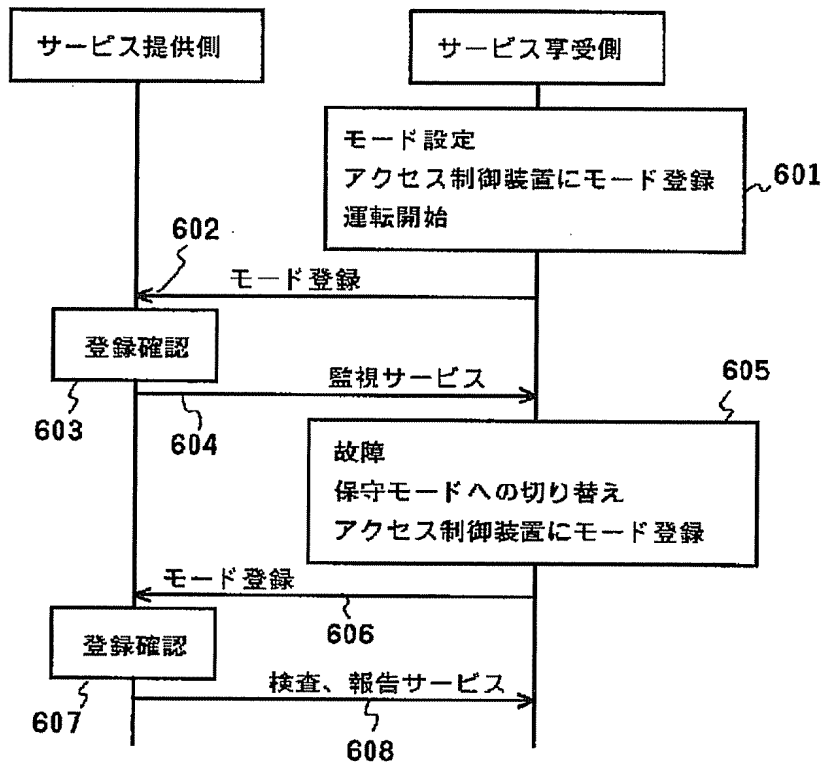 サービス提供側
サービス享受側
モード設定
アクセス制御装置にモード登録
運転開始
601
602
モード登録
登録確認
603
監視サービス
604
605
故障
保守モードへの切り替え
アクセス制御装置にモード登録
モード登録
606
登録確認
607
検査、報告サービス
608